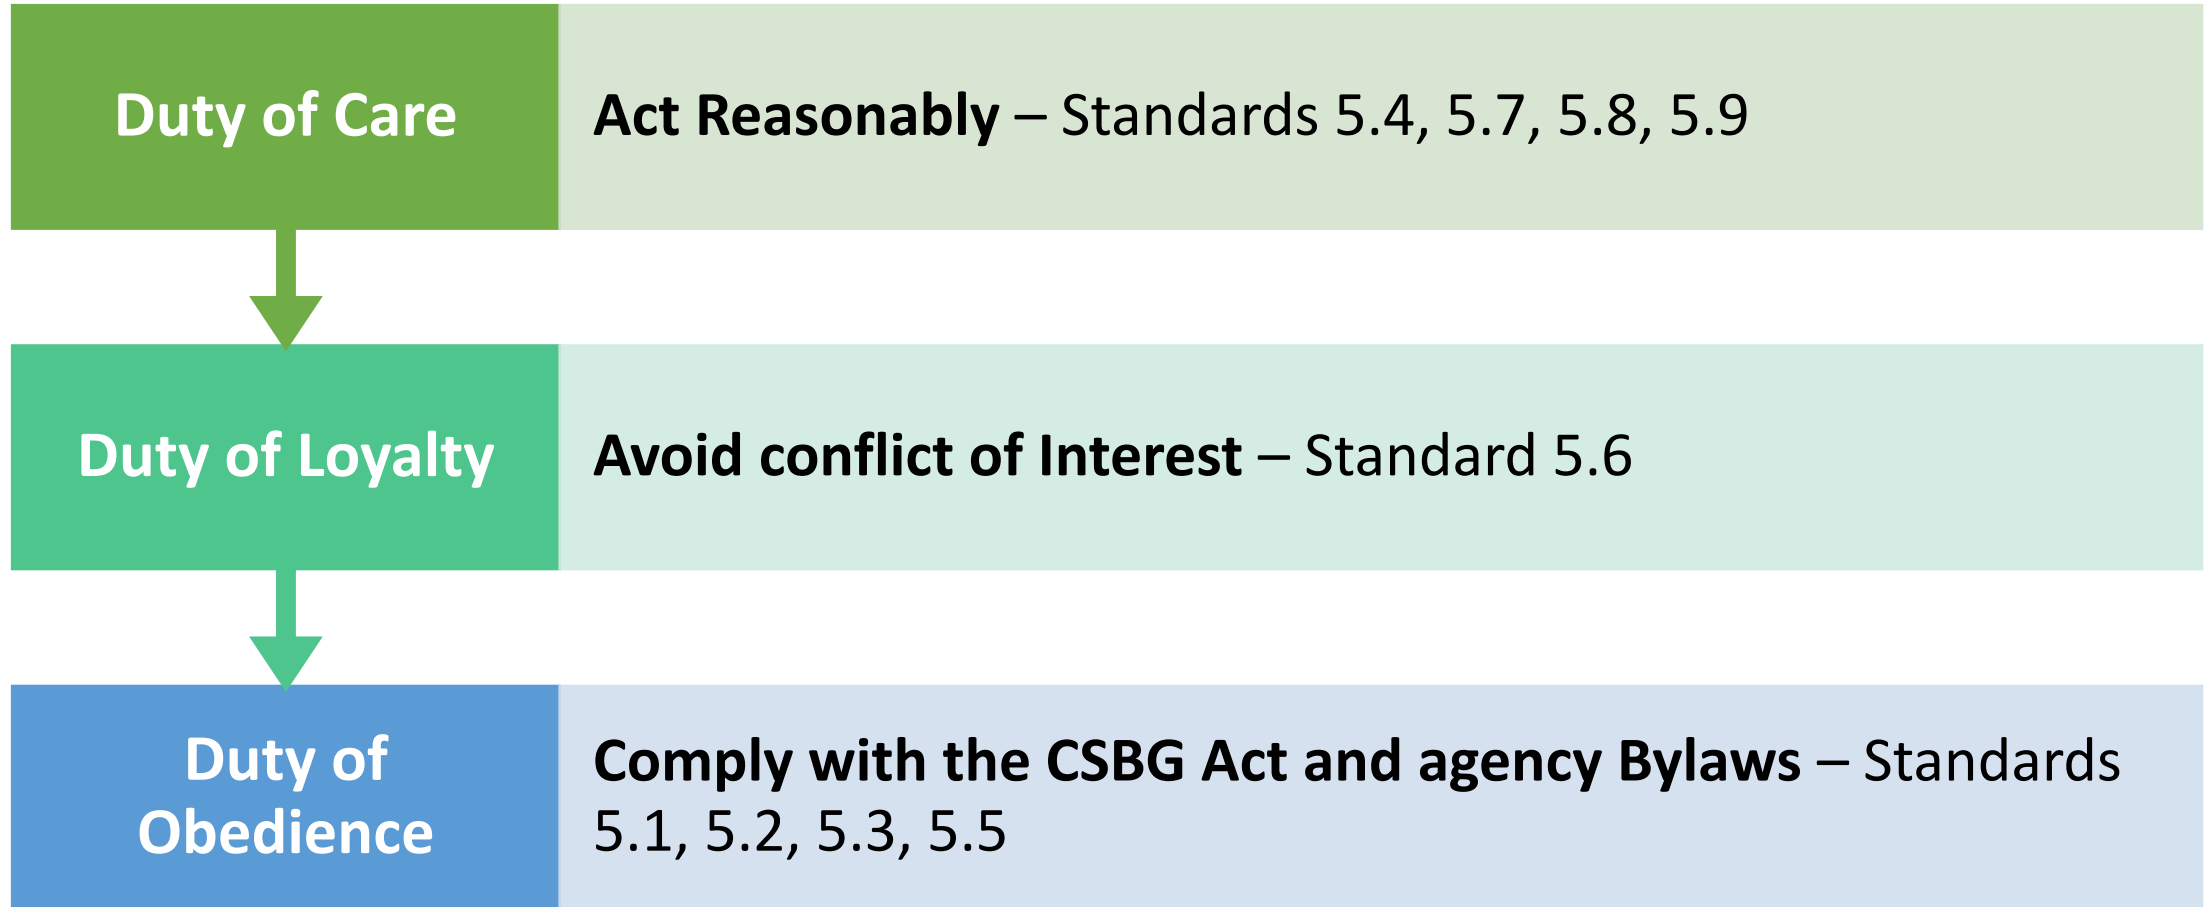 Duty of Care
Act Reasonably – Standards 5.4, 5.7, 5.8, 5.9
Duty of Loyalty
Avoid conflict of Interest – Standard 5.6
Duty of
Obedience
Comply with the CSBG Act and agency Bylaws – Standards
5.1, 5.2, 5.3, 5.5